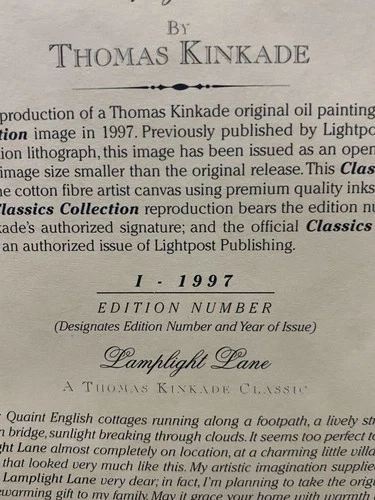 BY
THOMAS KINKADE
production of a Thomas Kinkade original oil painting
tion image in 1997. Previously published by Lightpo
ion lithograph, this image has been issued as an open
image size smaller than the original release. This Clas
ne cotton fibre artist canvas using premium quality inks
Classics Collection reproduction bears the edition nu
kade's authorized signature; and the official Classics
an authorized issue of Lightpost Publishing.
I - 1997
EDITION NUMBER
(Designates Edition Number and Year of Issue)
Lamplight Lane
A THOMAS KINKADE CLASSIC
: Quaint English cottages running along a footpath, a lively str
n bridge, sunlight breaking through clouds. It seems too perfect to
ght Lane almost completely on location, at a charming little villa
that looked very much like this. My artistic imagination supplie
Lamplight Lane very dear; in fact, I'm planning to take the orig
ewarming gift to my family. May it grace your home with warmth